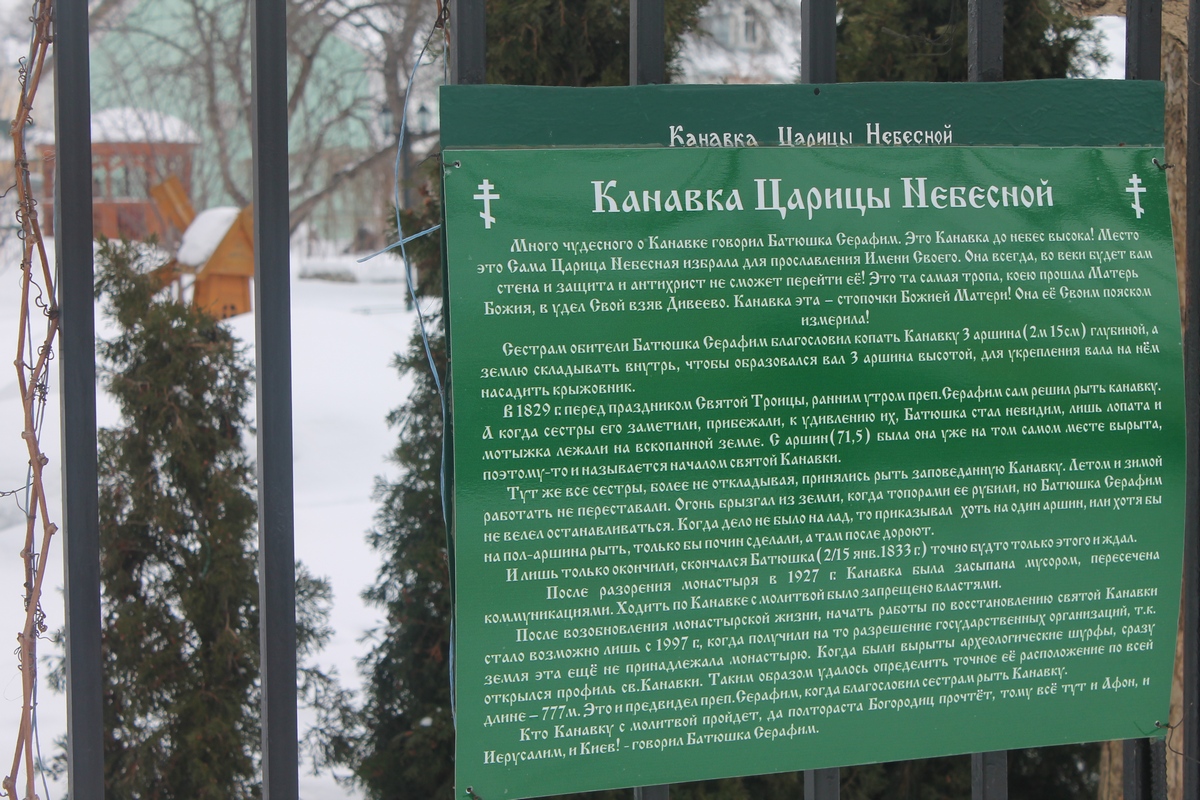 Канавка Царицы Небесной
Канавка Царицы Небесной
Много чудесного о Канавке говорил Батюшка Серафим. Это Канавка до небес высока! Место
это Сама Царица Небесная избрала для прославления Имени Своего. Она всегда, во веки будет вам
стена и защита и антихрист не сможет перейти её! Это та самая тропа, коею прошла Матерь
Божия, в удел Свой взяв Дивеево. Канавка эта – стопочки Божией Матери! Она её Своим пояском
измерила!
Сестрам обители Батюшка Серафим благословил копать Канавку 3 аршина(2м 15см) глубиной, а
землю складывать внутрь, чтобы образовался вал 3 аршина высотой, для укрепления вала на нём
насадить крыжовник.
В 1829 г. перед праздником Святой Троицы, ранним утром преп.Серафим сам решил рыть канавку.
А когда сестры его заметили, прибежали, к удивлению их, Батюшка стал невидим, лишь лопата и
мотыжка лежали на вскопанной земле. С аршин(71,5) была она уже на том самом месте вырыта,
поэтому-то и называется началом святой Канавки.
Тут же все сестры, более не откладывая, принялись рыть заповеданную Канавку. Летом и зимой
работать не переставали. Огонь брызгал из земли, когда топорами ее рубили, но Батюшка Серафим
не велел останавливаться. Когда дело не было на лад, то приказывал хоть на один аршин, или хотя бы
на пол-аршина рыть, только бы почин сделали, а там после дороют.
И лишь только окончили, скончался Батюшка(2/15 янв.1833 г.) точно будто только этого и ждал.
После разорения монастыря в 1927 г. Канавка была засыпана мусором, пересечена
коммуникациями. Ходить по Канавке с молитвой было запрещено властями.
После возобновления монастырской жизни, начать работы по восстановлению святой Канавки
стало возможно лишь с 1997 г., когда получили на то разрешение государственных организаций, т.к.
земля эта ещё не принадлежала монастырю. Когда были вырыты археологические шурфы, сразу
открылся профиль св.Канавки. Таким образом удалось определить точное её расположение по всей
длине – 777м. Это и предвидел преп.Серафим, когда благословил сестрам рыть Канавку.
Кто Канавку с молитвой пройдет, да полтораста Богородиц прочтёт, тому всё тут и Афон, и
Иерусалим, и Киев! - говорил Батюшка Серафим.